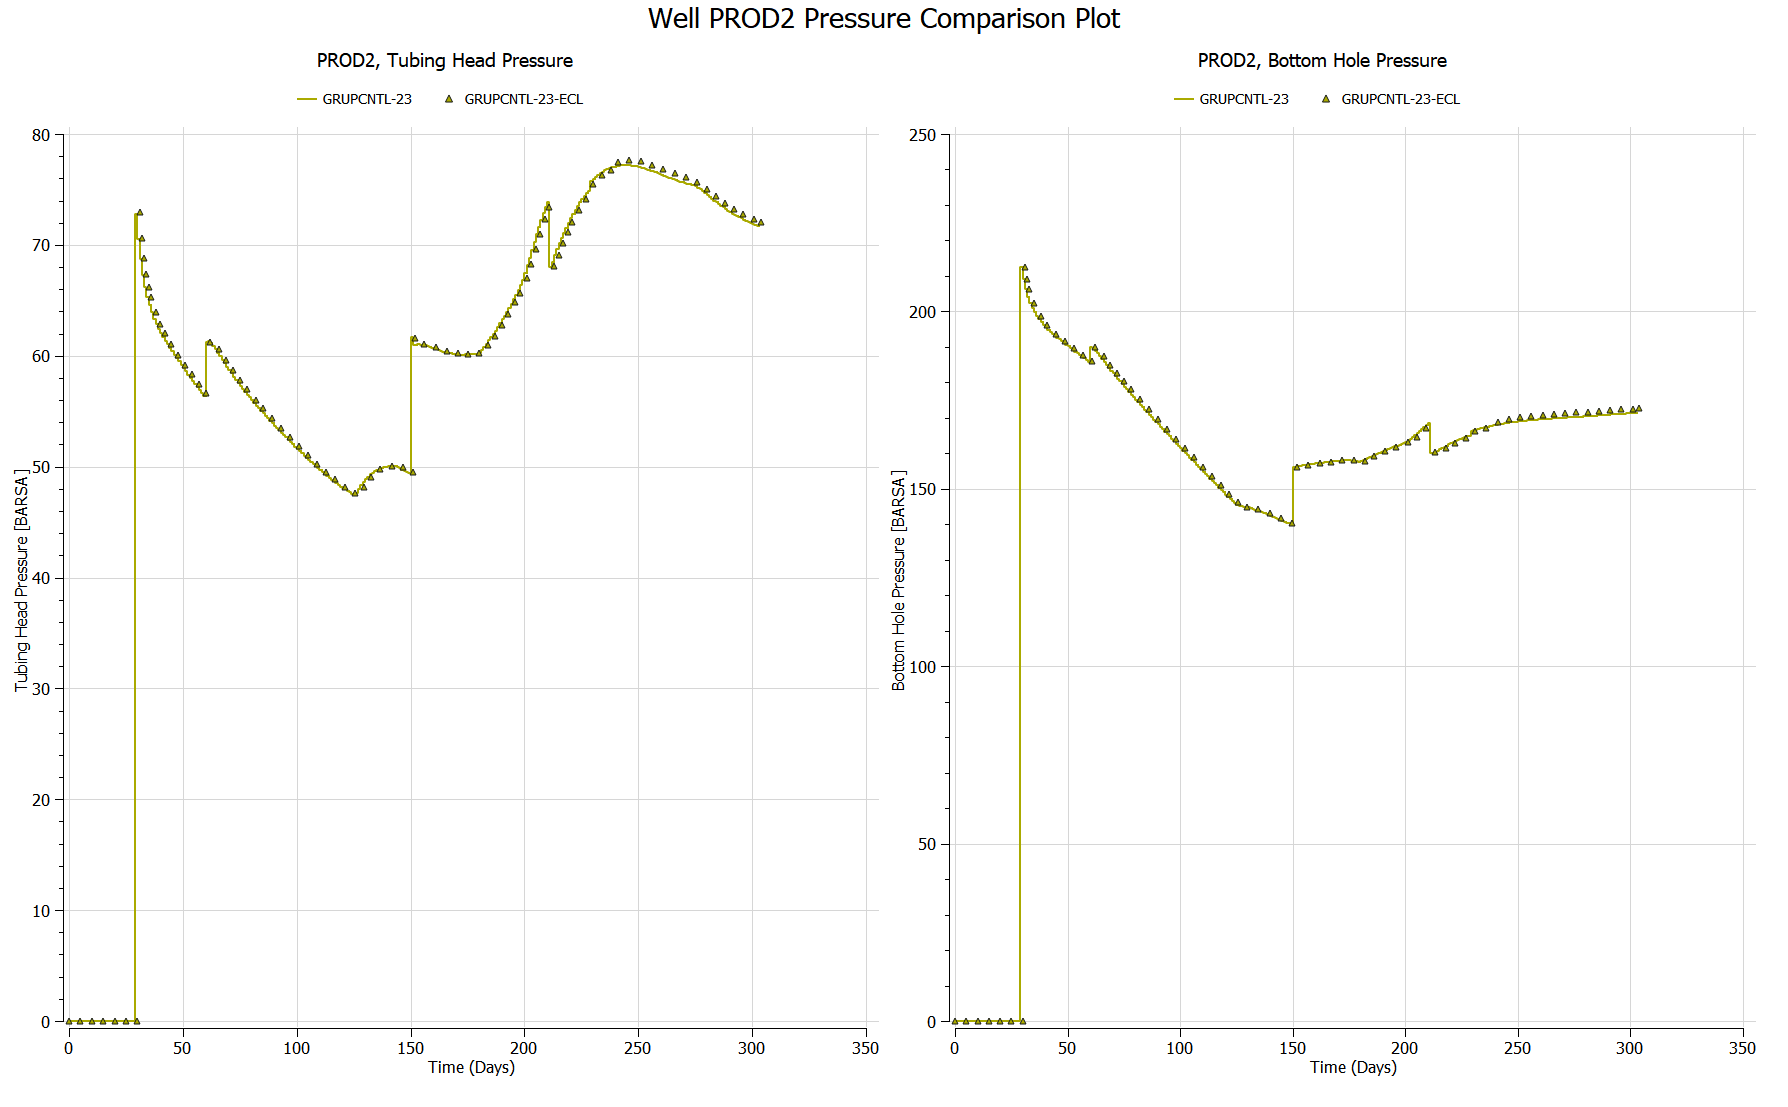 Well PROD2 Pressure Comparison Plot
PROD2, Tubing Head Pressure
GRUPCNTL-23 GRUPCNTL-23-ECL
80
70
60
50
40
30
20
10
0
Tubing Head Pressure [BARSA]
0 50 100 150 200 250 300 350
Time (Days)
PROD2, Bottom Hole Pressure
GRUPCNTL-23 GRUPCNTL-23-ECL
250
200
150
100
50
0
Bottom Hole Pressure [BARSA]
0 50 100 150 200 250 300 350
Time (Days)